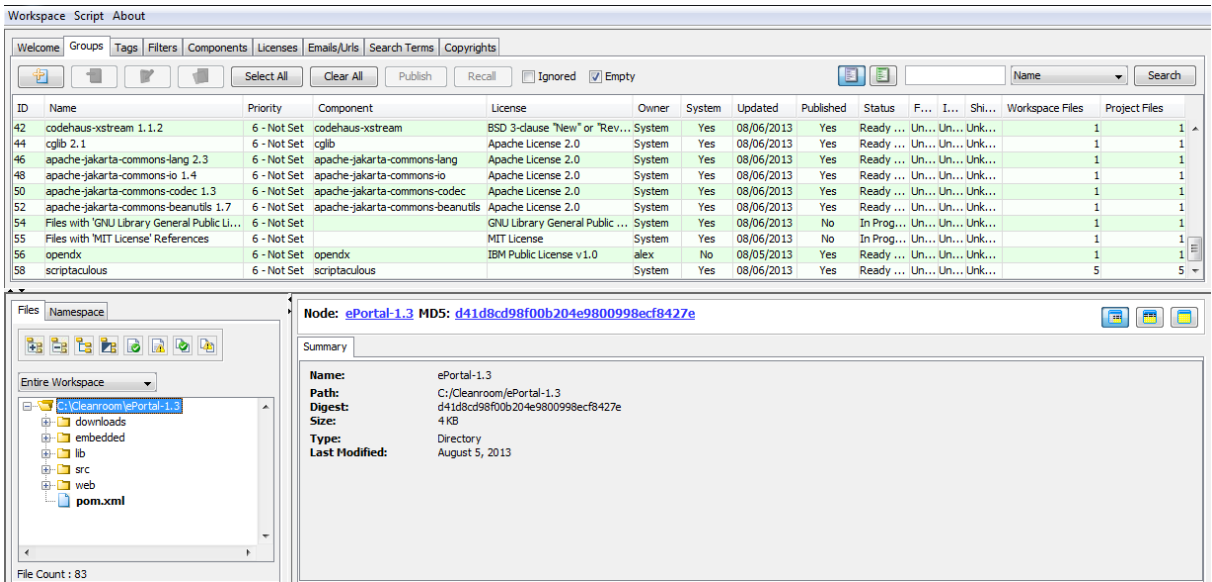 Workspace Script About
Welcome Groups Tags Filters Components Licenses Emails/Urls Search Terms Copyrights
Select All Clear All Publish Recall Ignored Empty Name Search
ID Name Priority Component License Owner System Updated Published Status F... I... Shi... Workspace Files Project Files
42 codehaus-xstream 1.1.2 6 - Not Set codehaus-xstream BSD 3-clause "New" or "Rev... System Yes 08/06/2013 Yes Ready ... Un... Un... Unk... 1 1
44 cglib 2.1 6 - Not Set cglib Apache License 2.0 System Yes 08/06/2013 Yes Ready ... Un... Un... Unk... 1 1
46 apache-jakarta-commons-lang 2.3 6 - Not Set apache-jakarta-commons-lang Apache License 2.0 System Yes 08/06/2013 Yes Ready ... Un... Un... Unk... 1 1
48 apache-jakarta-commons-io 1.4 6 - Not Set apache-jakarta-commons-io Apache License 2.0 System Yes 08/06/2013 Yes Ready ... Un... Un... Unk... 1 1
50 apache-jakarta-commons-codec 1.3 6 - Not Set apache-jakarta-commons-codec Apache License 2.0 System Yes 08/06/2013 Yes Ready ... Un... Un... Unk... 1 1
52 apache-jakarta-commons-beanutils 1.7 6 - Not Set apache-jakarta-commons-beanutils Apache License 2.0 System Yes 08/06/2013 Yes Ready ... Un... Un... Unk... 1 1
54 Files with 'GNU Library General Public Li... 6 - Not Set GNU Library General Public ... System Yes 08/06/2013 No In Prog... Un... Un... Unk... 1 1
55 Files with 'MIT License' References 6 - Not Set MIT License System Yes 08/06/2013 No In Prog... Un... Un... Unk... 1 1
56 opendx 6 - Not Set opendx IBM Public License v1.0 alex No 08/05/2013 Yes Ready ... Un... Un... Unk... 1 1
58 scriptaculous 6 - Not Set scriptaculous System Yes 08/06/2013 Yes Ready ... Un... Un... Unk... 5 5
Files Namespace
Entire Workspace
C:\Cleanroom\ePortal-1.3
downloads
embedded
lib
src
web
pom.xml
File Count : 83
Node: ePortal-1.3 MD5: d41d8cd98f00b204e9800998ecf8427e
Summary
Name: ePortal-1.3
Path: C:/Cleanroom/ePortal-1.3
Digest: d41d8cd98f00b204e9800998ecf8427e
Size: 4 KB
Type: Directory
Last Modified: August 5, 2013